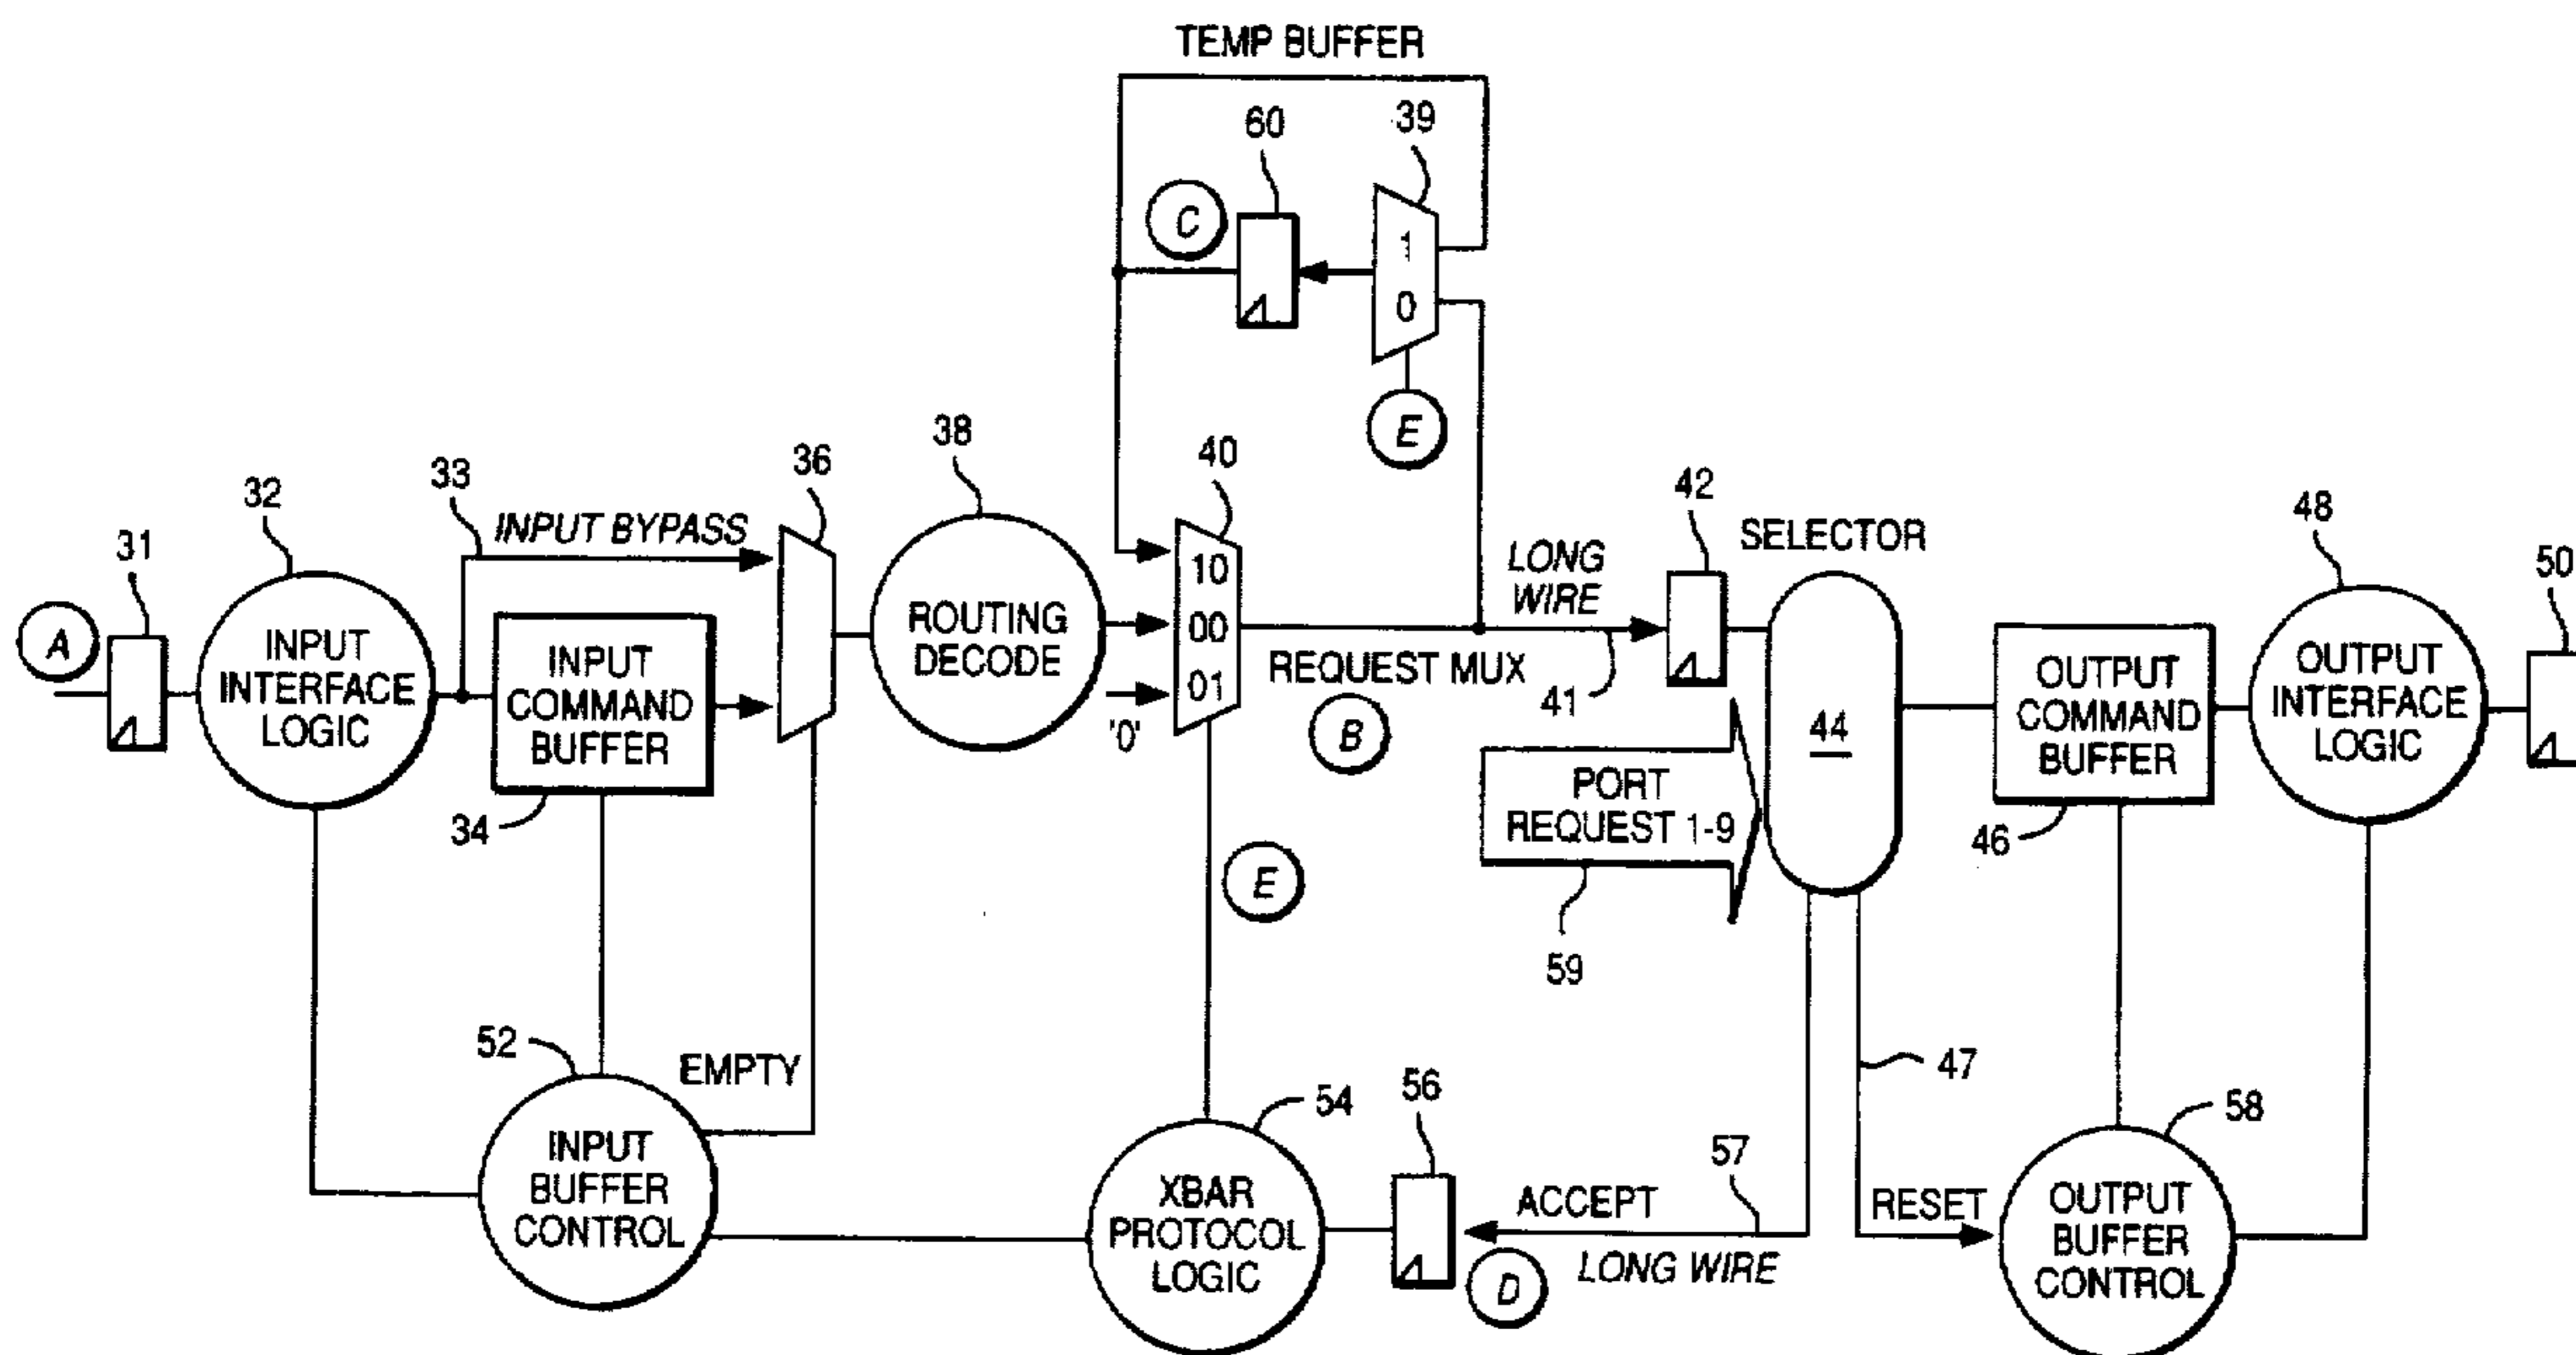 TEMP BUFFER
60
39
C
1
0
E
33
INPUT BYPASS
36
38
40
42
SELECTOR
48
50
31
32
A
INPUT
INTERFACE
LOGIC
INPUT
COMMAND
BUFFER
34
ROUTING
DECODE
10
00
01
'0'
LONG
WIRE
REQUEST MUX
41
B
44
PORT
REQUEST 1-9
59
OUTPUT
COMMAND
BUFFER
46
OUTPUT
INTERFACE
LOGIC
E
52
EMPTY
INPUT
BUFFER
CONTROL
54
XBAR
PROTOCOL
LOGIC
56
57
ACCEPT
LONG WIRE
D
47
RESET
58
OUTPUT
BUFFER
CONTROL